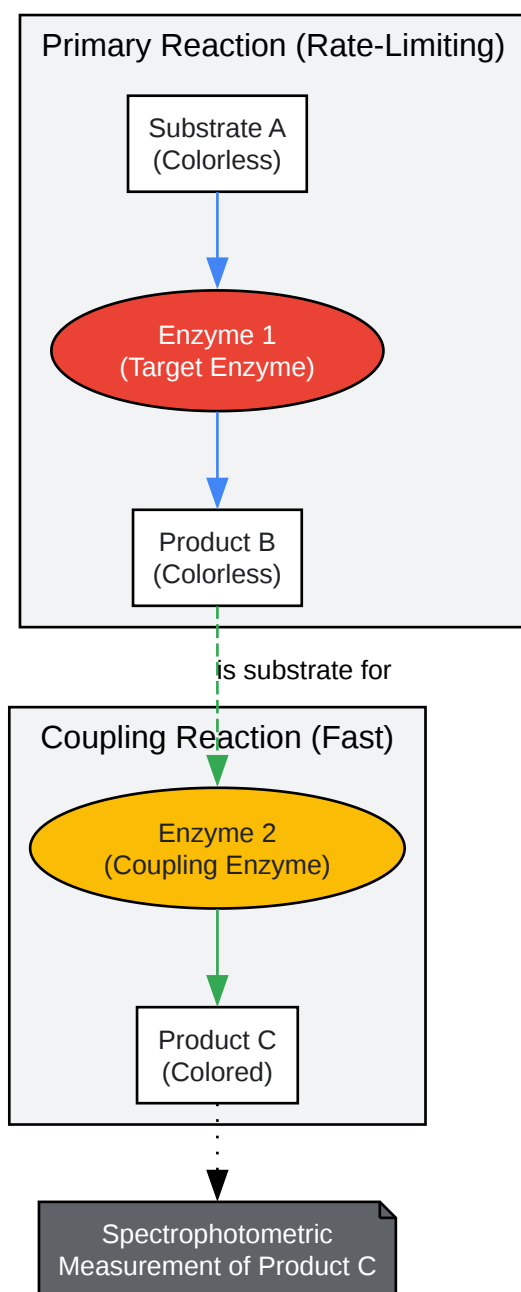 Primary Reaction (Rate-Limiting)
Substrate A
(Colorless)
Enzyme 1
(Target Enzyme)
Product B
(Colorless)
is substrate for
Coupling Reaction (Fast)
Enzyme 2
(Coupling Enzyme)
Product C
(Colored)
Spectrophotometric
Measurement of Product C